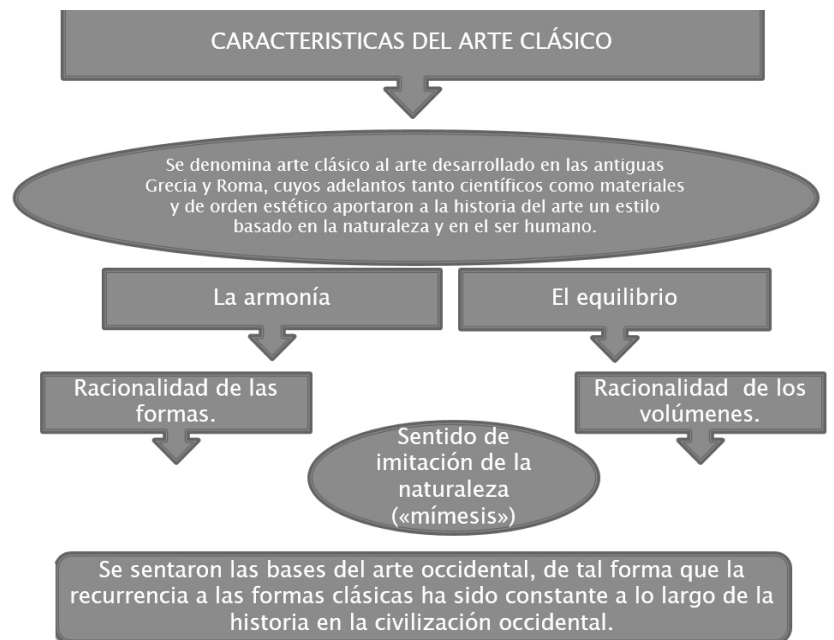 CARACTERISTICAS DEL ARTE CLÁSICO
Se denomina arte clásico al arte desarrollado en las antiguas
Grecia y Roma, cuyos adelantos tanto científicos como materiales
y de orden estético aportaron a la historia del arte un estilo
basado en la naturaleza y en el ser humano.
La armonía
El equilibrio
Racionalidad de las
formas.
Racionalidad de los
volúmenes.
Sentido de
imitación de la
naturaleza
(«mímesis»)
Se sentaron las bases del arte occidental, de tal forma que la
recurrencia a las formas clásicas ha sido constante a lo largo de la
historia en la civilización occidental.